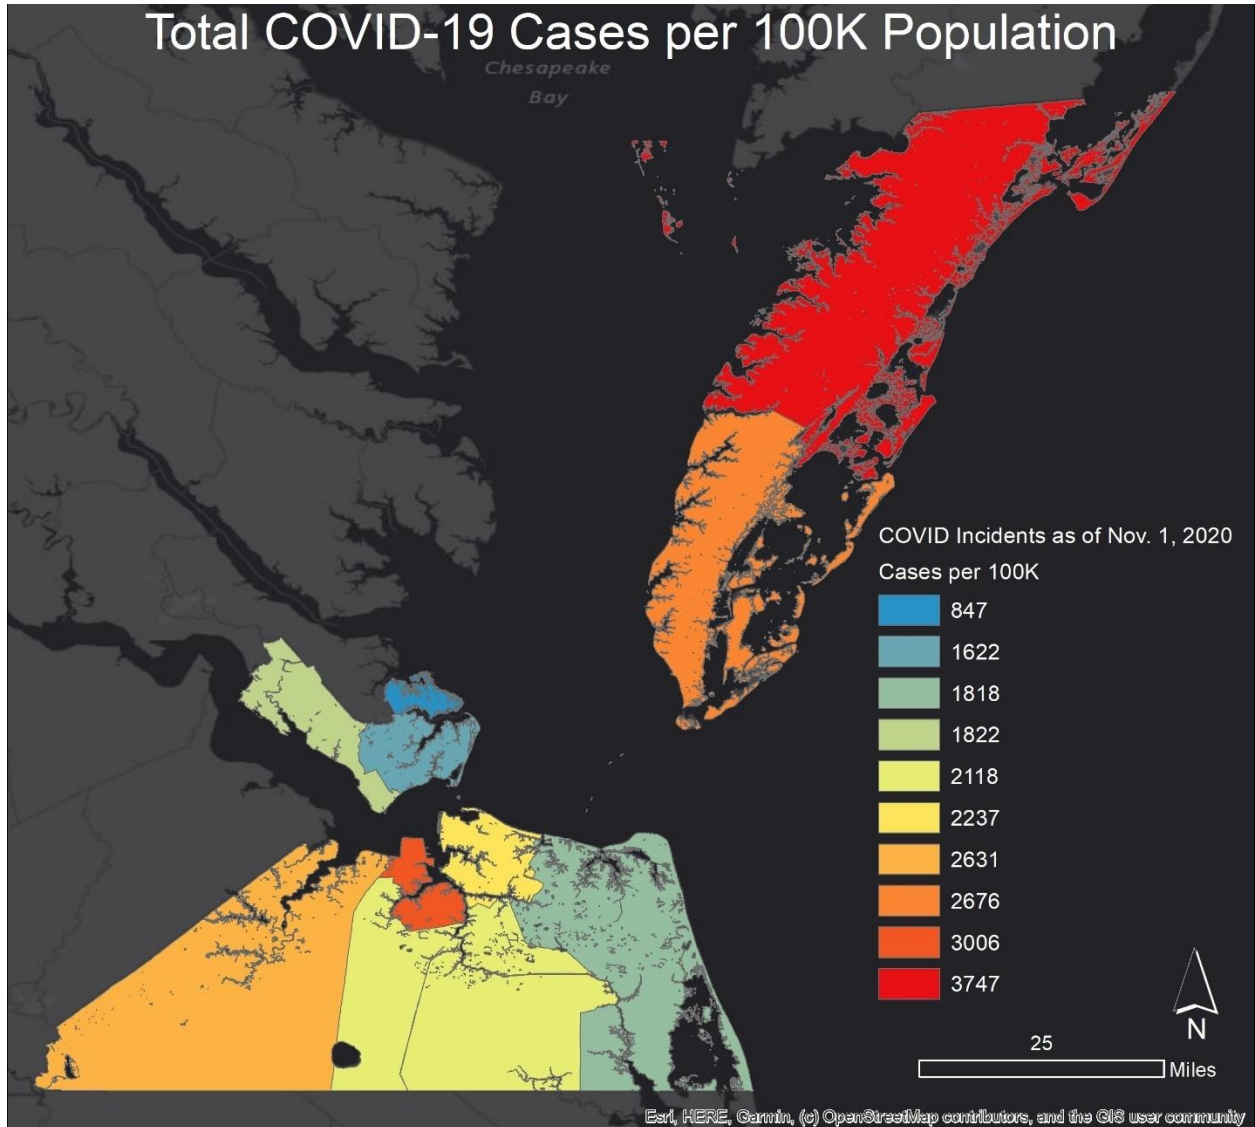 Total COVID-19 Cases per 100K Population
Chesapeake
Bay
COVID Incidents as of Nov. 1, 2020
Cases per 100K
847
1622
1818
1822
2118
2237
2631
2676
3006
3747
N
25
Miles
Esri, HERE, Garmin, (c) OpenStreetMap contributors, and the GIS user community